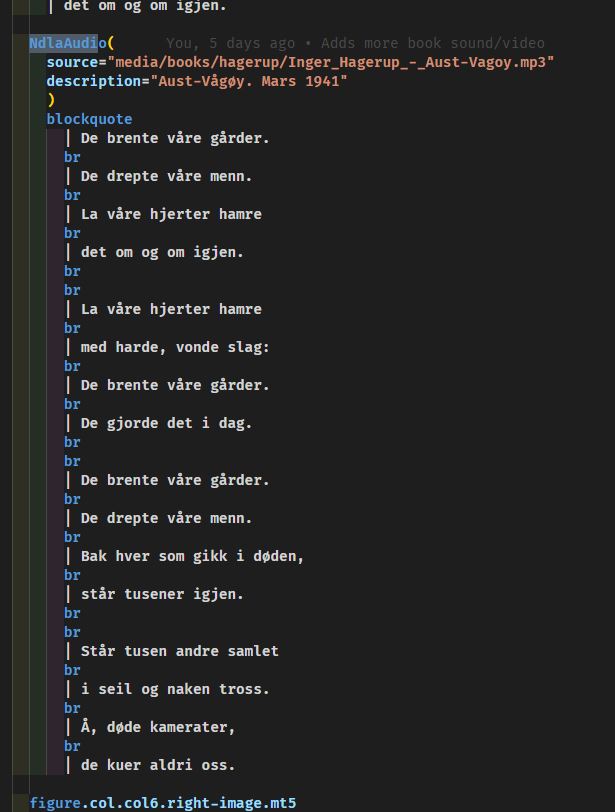 | det om og om igjen.
NdlaAudio( You, 5 days ago • Adds more book sound/video
source="media/books/hagerup/Inger_Hagerup_-_Aust-Vagoy.mp3"
description="Aust-Vågøy. Mars 1941"
)
blockquote
| De brente våre gårder.
br
| De drepte våre menn.
br
| La våre hjerter hamre
br
| det om og om igjen.
br
br
| La våre hjerter hamre
br
| med harde, vonde slag:
br
| De brente våre gårder.
br
| De gjorde det i dag.
br
br
| De brente våre gårder.
br
| De drepte våre menn.
br
| Bak hver som gikk i døden,
br
| står tusener igjen.
br
br
| Står tusen andre samlet
br
| i seil og naken tross.
br
| Å, døde kamerater,
br
| de kuer aldri oss.
figure.col.col6.right-image.mt5